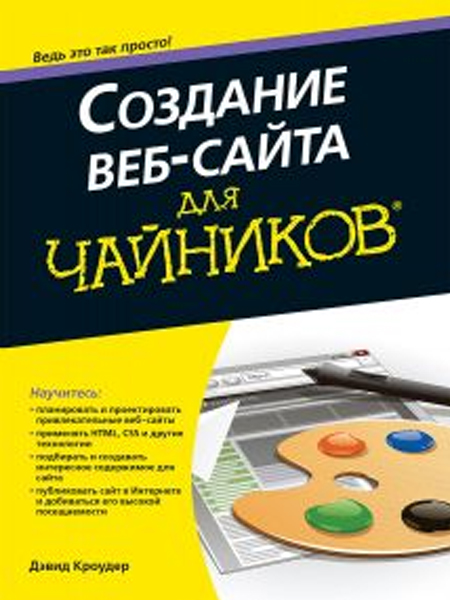 Ведь это так просто!
Создание
веб-сайта
для
чайников®
Научитесь:
• планировать и проектировать
привлекательные веб-сайты
• применять HTML, CSS и другие
технологии
• подбирать и создавать
интересное содержимое для
сайта
• публиковать сайт в Интернете
и добиваться его высокой
посещаемости
Дэвид Кроудер